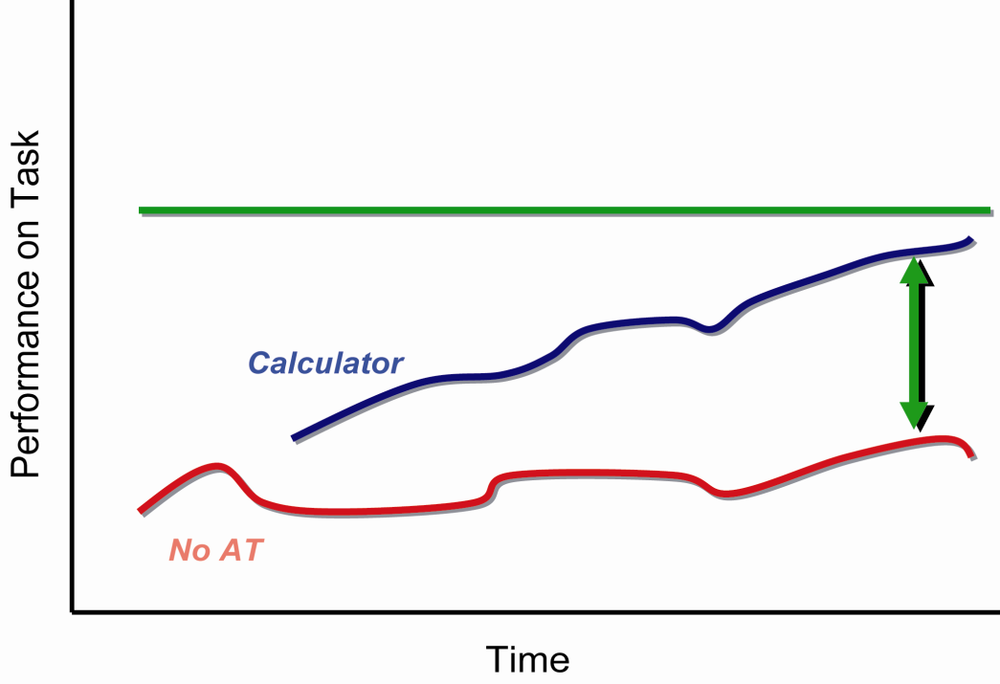 Performance on Task
Calculator
No AT
Time